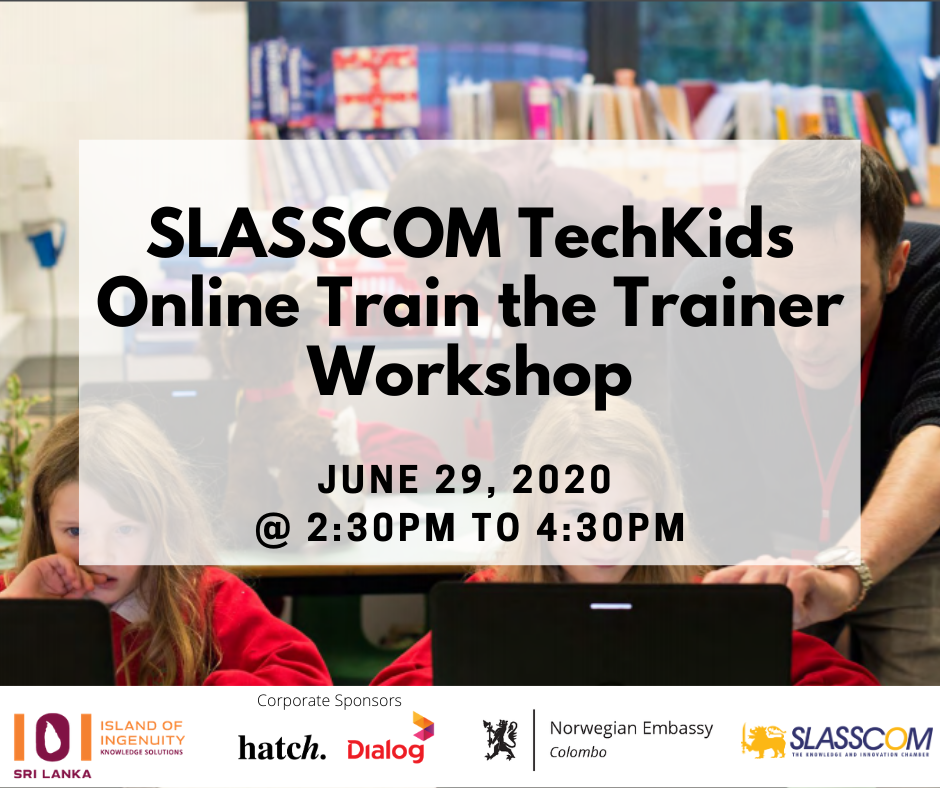 SLASSCOM TechKids
Online Train the Trainer
Workshop
JUNE 29, 2020
@ 2:30PM TO 4:30PM
Corporate Sponsors
IOI
ISLAND OF
INGENUITY
KNOWLEDGE SOLUTIONS
SRI LANKA
hatch.
Dialog
Norwegian Embassy
Colombo
SLASSCOM
THE KNOWLEDGE AND INNOVATION CHAMBER